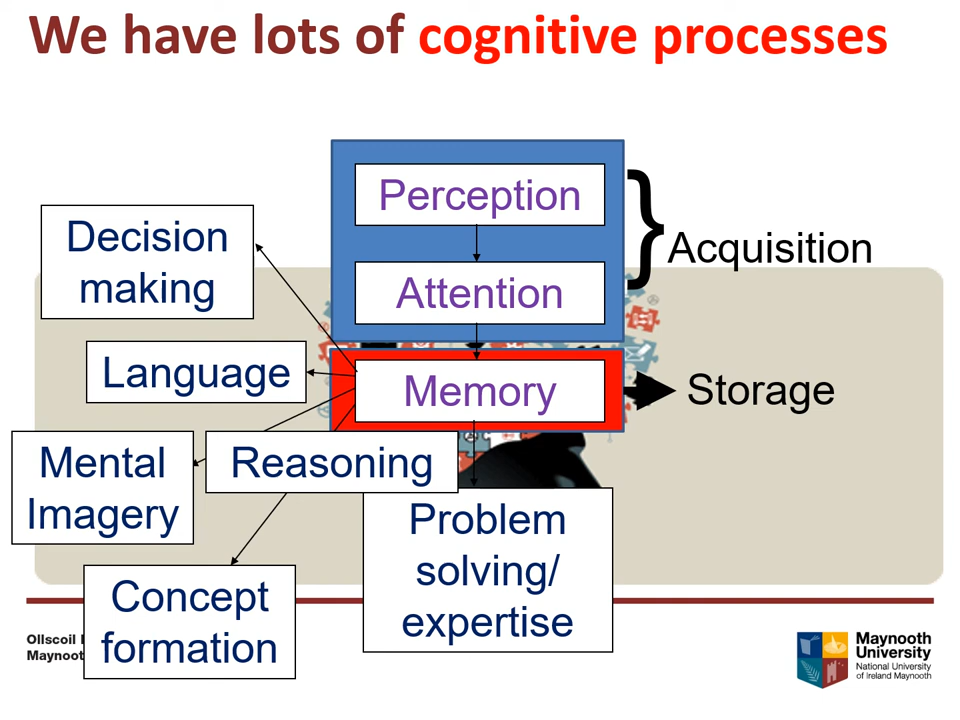 We have lots of cognitive processes
Perception
Attention
}
Acquisition
Decision
making
Language
Memory
Storage
Mental
Imagery
Reasoning
Problem
solving/
expertise
Concept
formation
Ollscoil
Maynooth
University
National University
of Ireland Maynooth